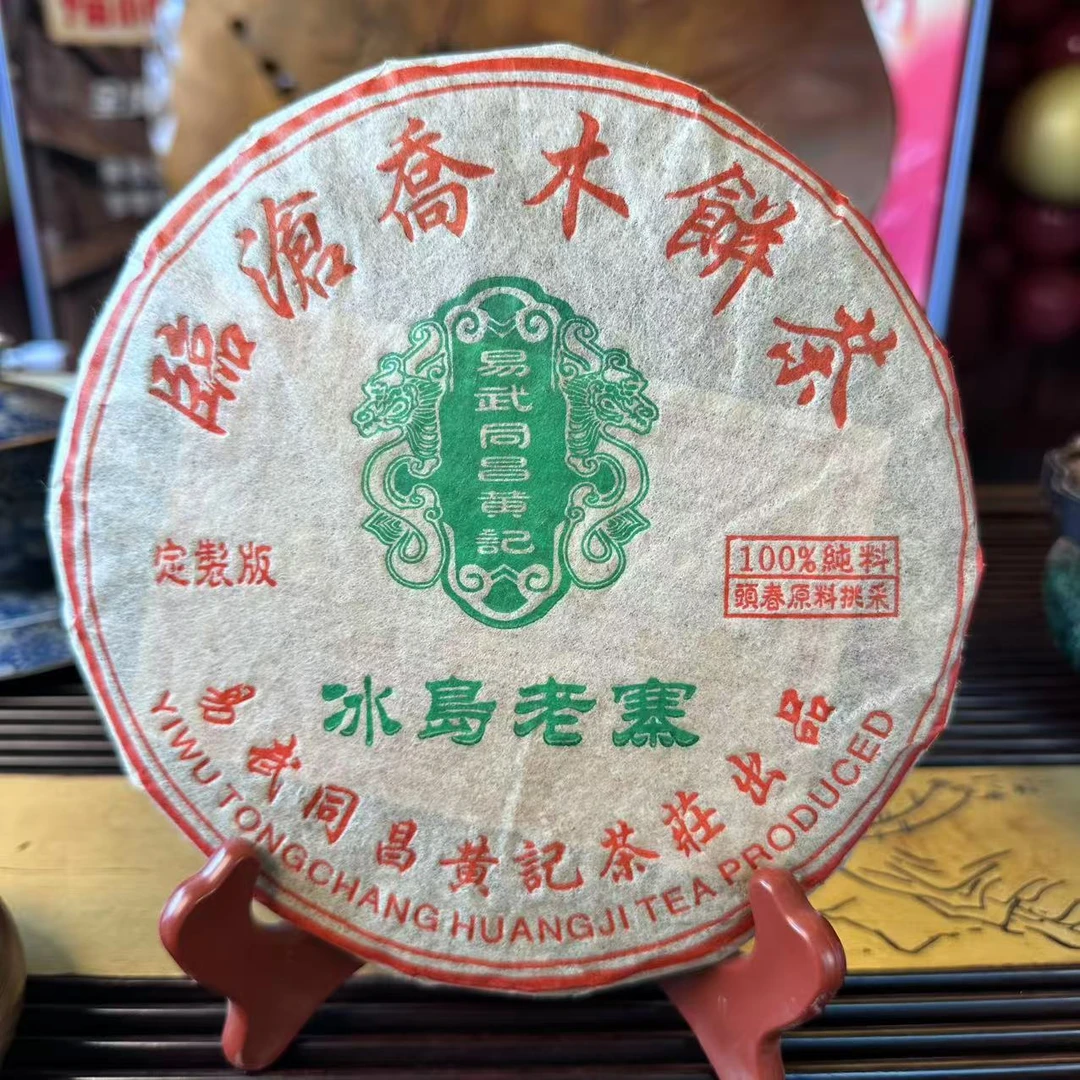 臨滄喬木餅茶
易武同昌黃記
定製版
100%純料
頭春原料挑采
冰島老寨
易武同昌黃記茶莊出品
YIWU TONGCHANG HUANGJI TEA PRODUCED